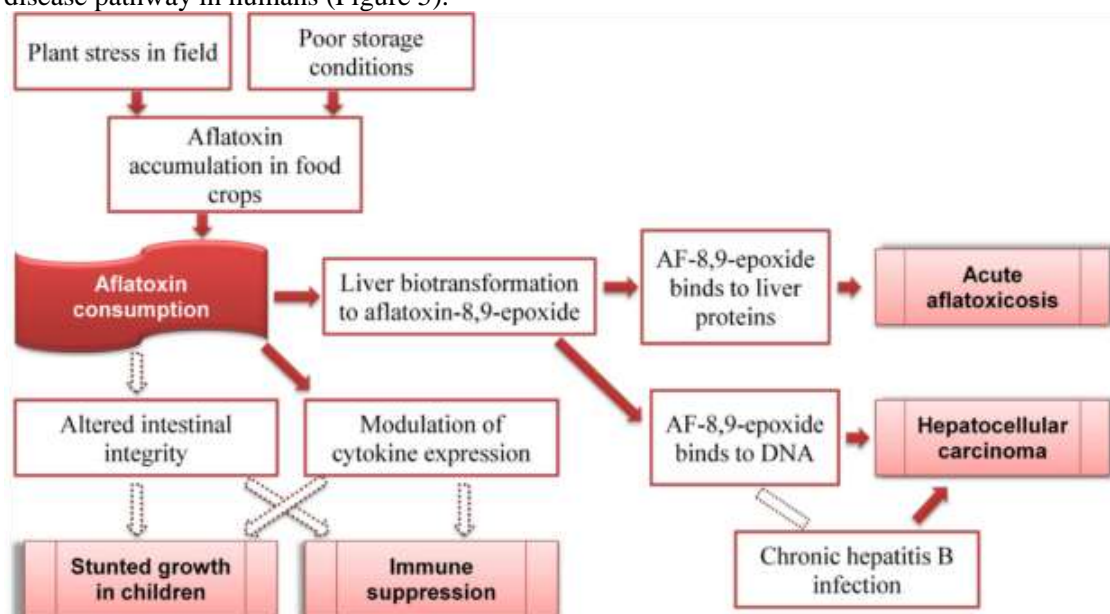 disease pathway in humans (Figure 3).
Plant stress in field
Poor storage
conditions
Aflatoxin
accumulation in food
crops
Aflatoxin
consumption
Liver biotransformation
to aflatoxin-8,9-epoxide
AF-8,9-epoxide
binds to liver
proteins
Acute
aflatoxicosis
Altered intestinal
integrity
Modulation of
cytokine expression
AF-8,9-epoxide
binds to DNA
Hepatocellular
carcinoma
Stunted growth
in children
Immune
suppression
Chronic hepatitis B
infection